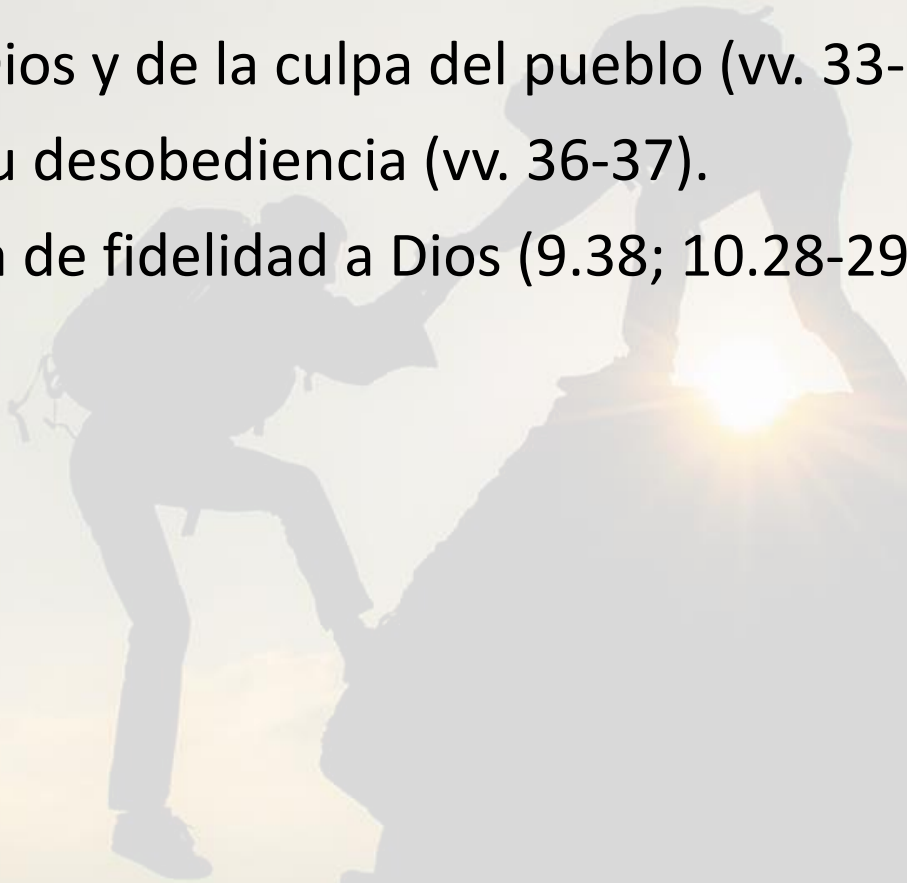 ios y de la culpa del pueblo (vv. 33-
u desobediencia (vv. 36-37).
de fidelidad a Dios (9.38; 10.28-29